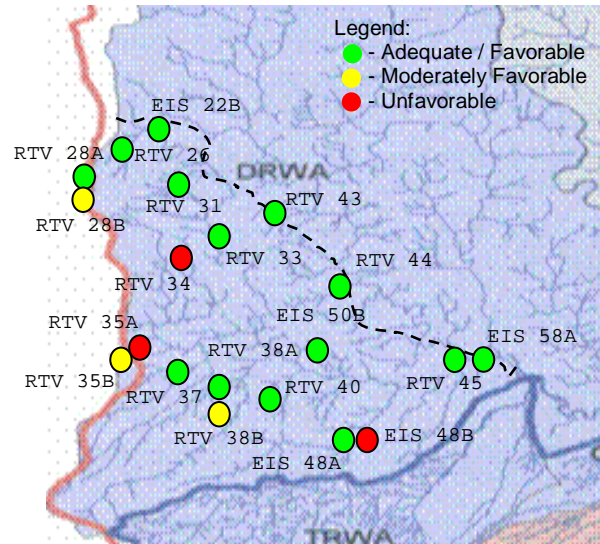 Legend:
- Adequate / Favorable
- Moderately Favorable
- Unfavorable
EIS 22B
RTV 28A
RTV 26
DRWA
RTV 31
RTV 43
RTV 28B
RTV 33
RTV 44
RTV 34
EIS 50B
RTV 35A
EIS 58A
RTV 38A
RTV 45
RTV 35B
RTV 37
RTV 40
RTV 38B
EIS 48B
EIS 48A
TRWA